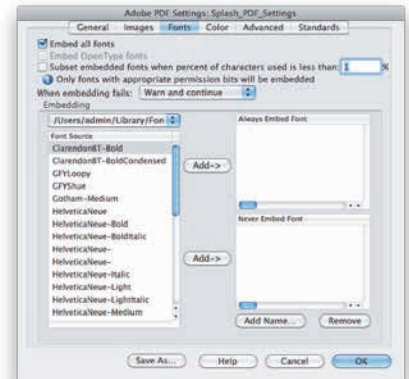 Adobe PDF Settings: Splash_PDF_Settings
General Images Fonts Color Advanced Standards
Embed all fonts
Embed OpenType fonts
Subset embedded fonts when percent of characters used is less than: 1 %
Only fonts with appropriate permission bits will be embedded
When embedding fails: Warn and continue
Embedding
/Users/admin/Library/Fon
Always Embed Font
Font Source
ClarendonBT-Bold
ClarendonBT-BoldCondensed
GFYLoopy
GFYShue
Gotham-Medium
HelveticaNeue
HelveticaNeue-Bold
HelveticaNeue-BoldItalic
HelveticaNeue-
HelveticaNeue-
HelveticaNeue-Italic
HelveticaNeue-Light
HelveticaNeue-LightItalic
HelveticaNeue-Medium
Add->
Never Embed Font
Add->
Add Name... Remove
Save As... Help Cancel OK